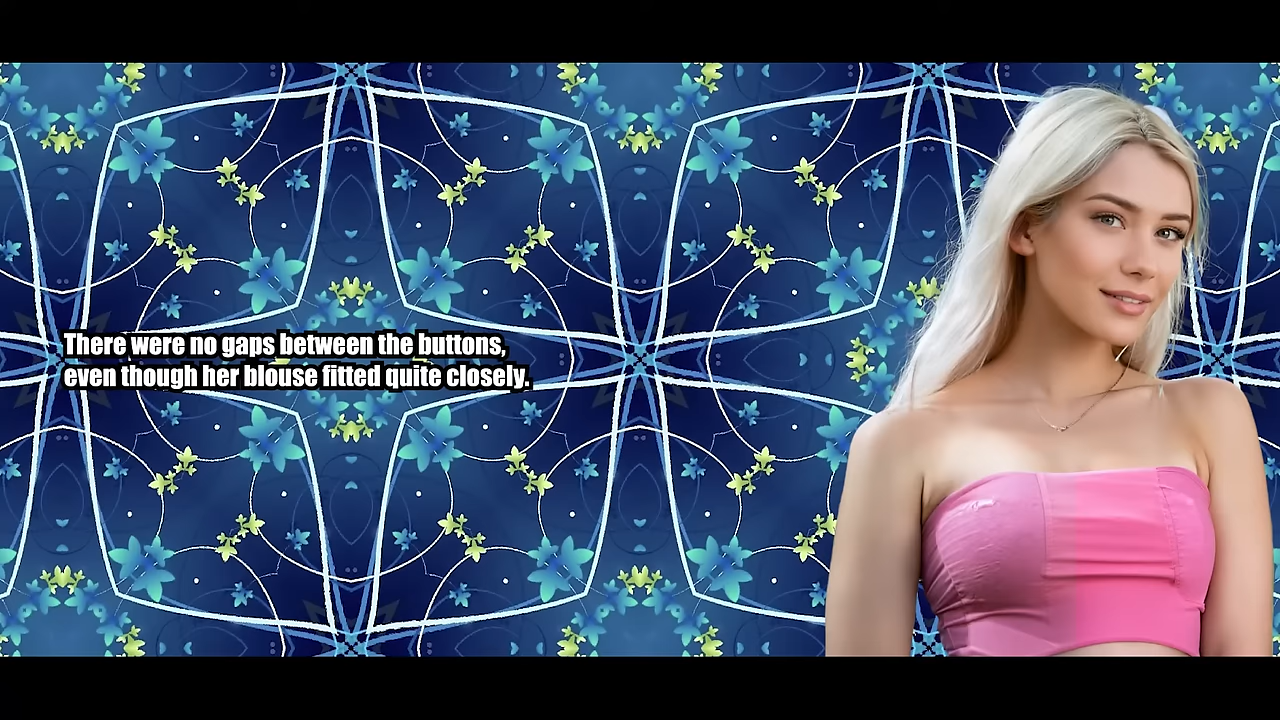 There were no gaps between the buttons,
even though her blouse fitted quite closely.